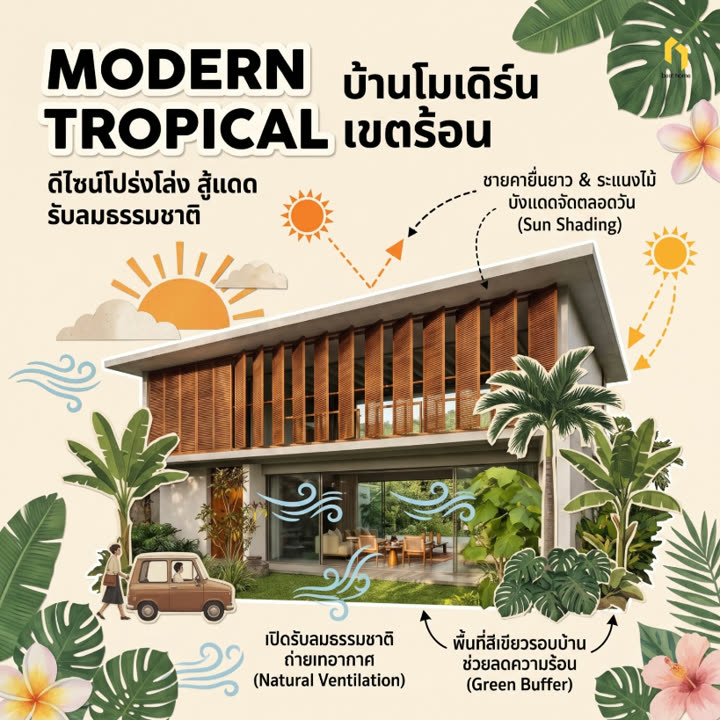 MODERN
TROPICAL
บ้านโมเดิร์น
เขตร้อน
ดีไซน์โปร่งโล่ง สู้แดด
รับลมธรรมชาติ
ชายคายื่นยาว & ระแนงไม้
บังแดดจัดตลอดวัน
(Sun Shading)
เปิดรับลมธรรมชาติ
ถ่ายเทอากาศ
(Natural Ventilation)
พื้นที่สีเขียวรอบบ้าน
ช่วยลดความร้อน
(Green Buffer)